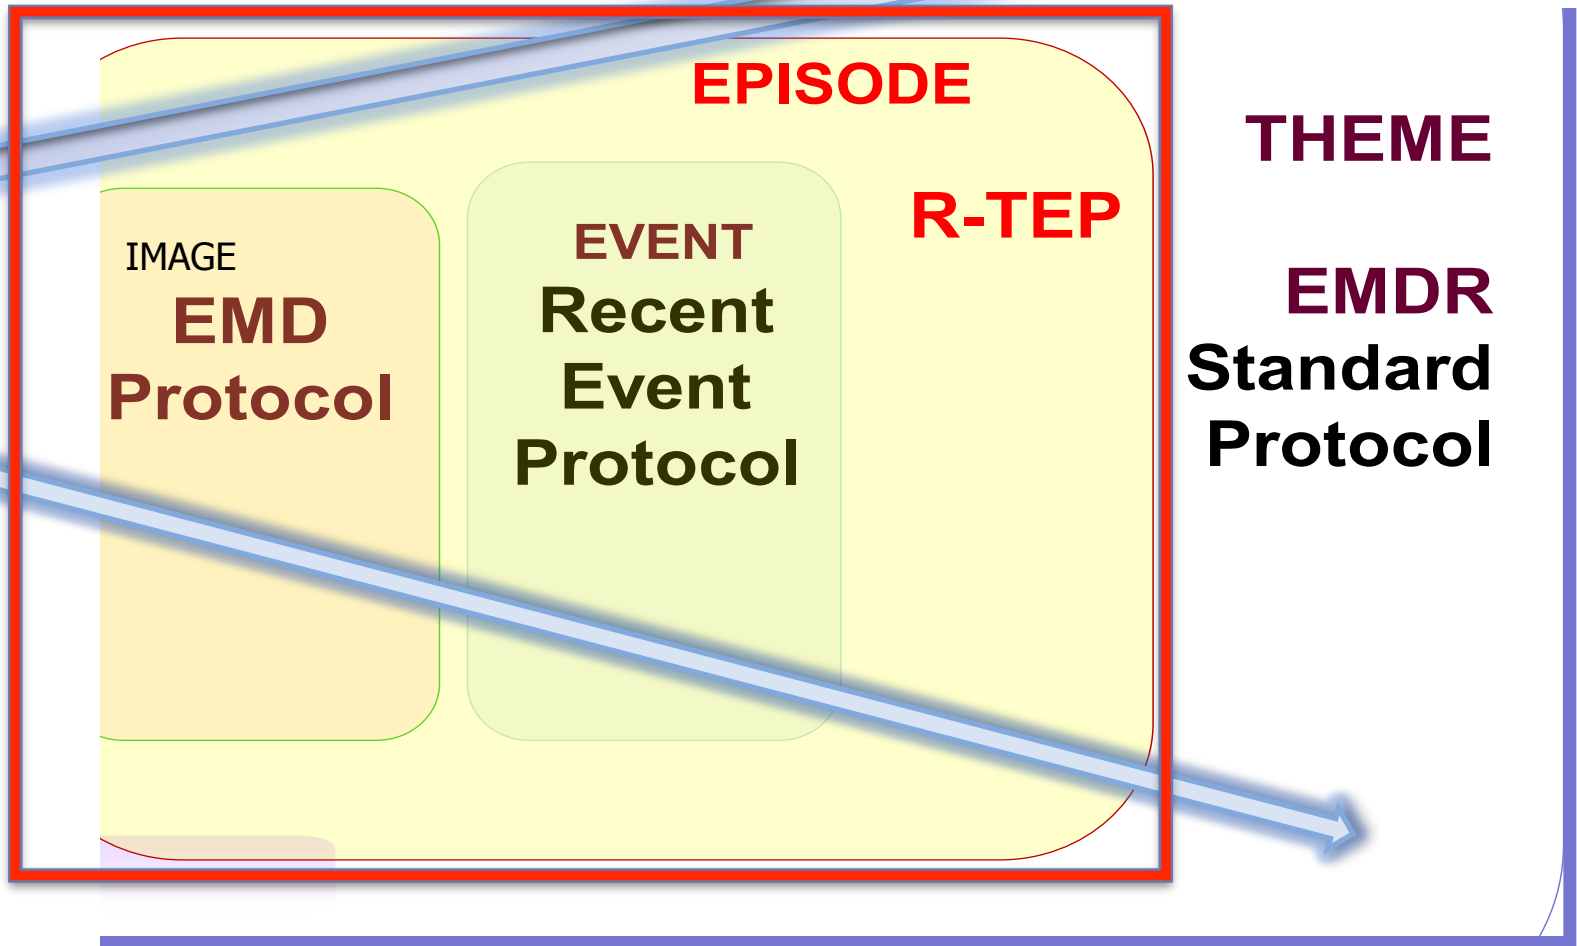 EPISODE
R-TEP
IMAGE
EMD
Protocol
EVENT
Recent
Event
Protocol
THEME
EMDR
Standard
Protocol